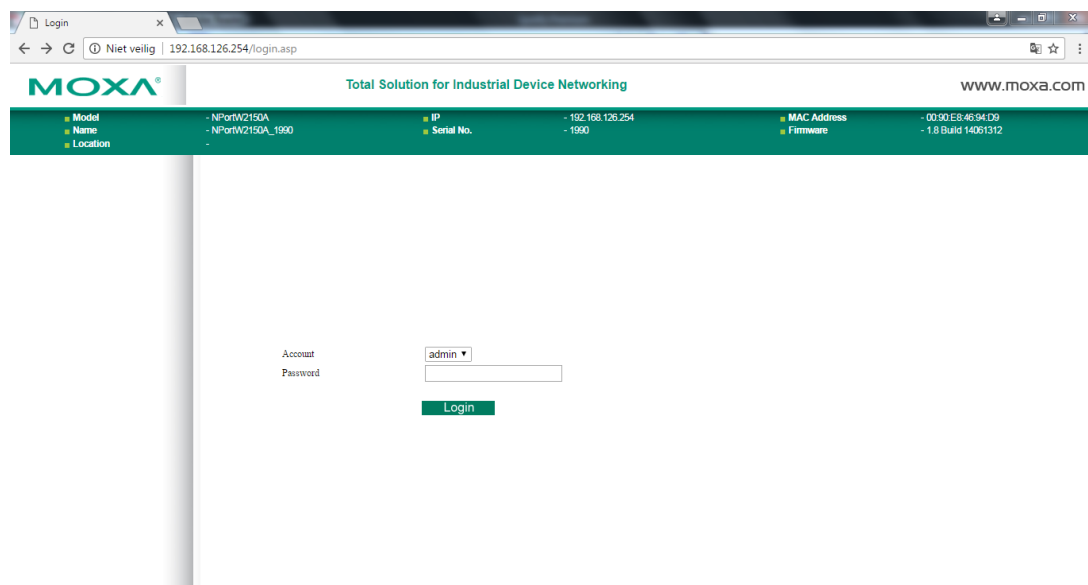 Login
Niet veilig | 192.168.126.254/login.asp
MOXA® Total Solution for Industrial Device Networking www.moxa.com
Model - NPortW2150A IP - 192.168.126.254 MAC Address - 00:90:E8:46:94:D9
Name - NPortW2150A_1990 Serial No. - 1990 Firmware - 1.8 Build 14061312
Location -
Account admin
Password
Login